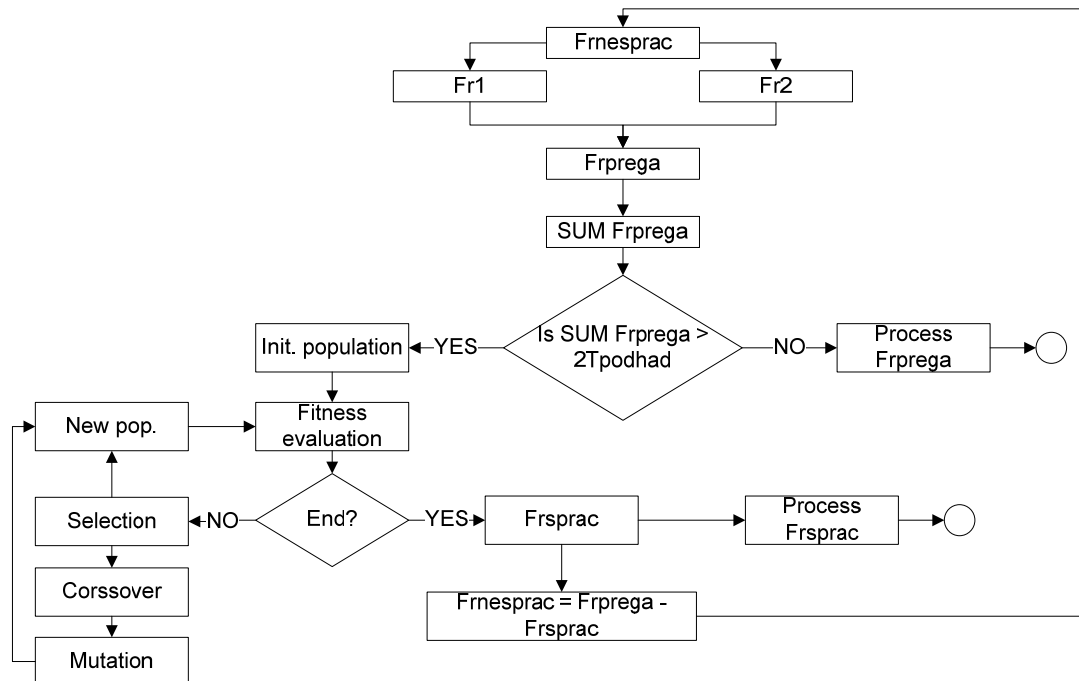 Frnesprac
Fr1
Fr2
Frprega
SUM Frprega
Is SUM Frprega >
2Tpodhad
YES
Init. population
NO
Process
Frprega
Fitness
evaluation
New pop.
End?
NO
Selection
YES
Frsprac
Process
Frsprac
Corssover
Frnesprac = Frprega -
Frsprac
Mutation